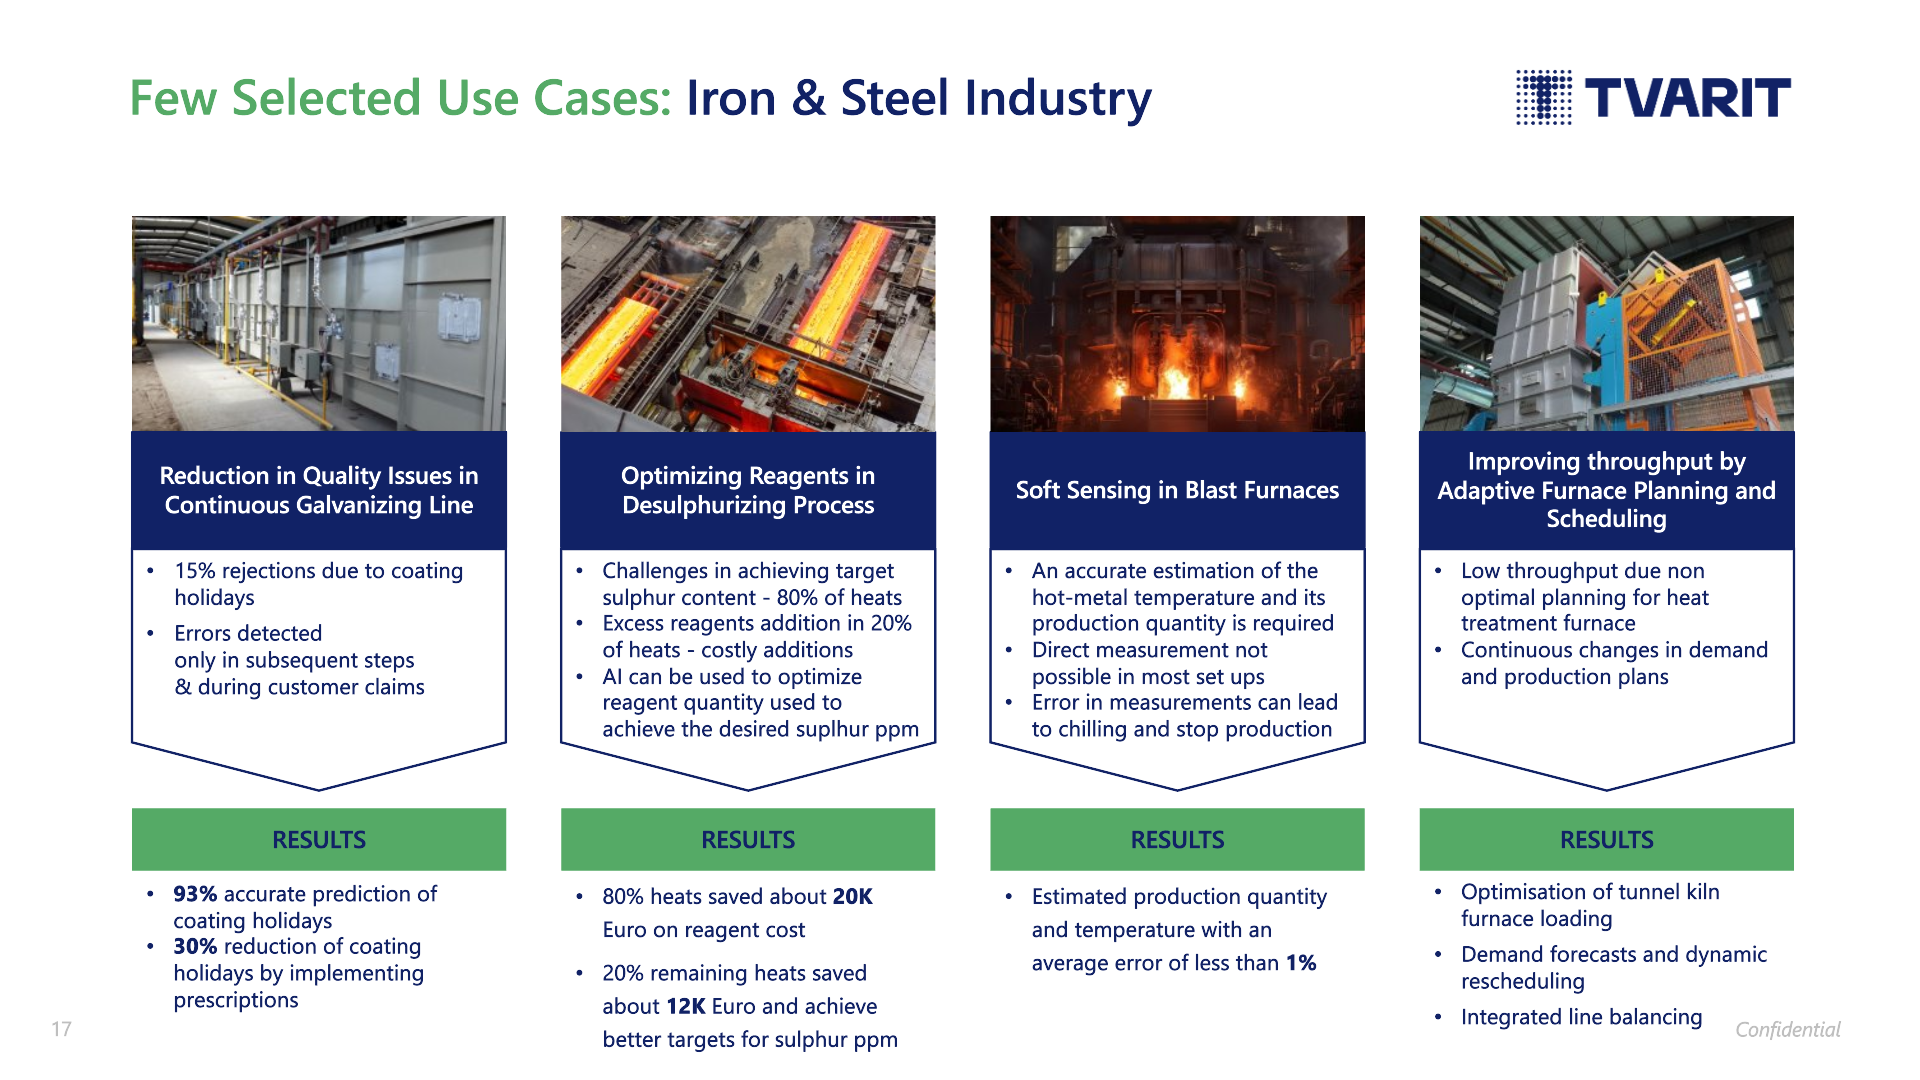 Few Selected Use Cases: Iron & Steel Industry
TVARIT
Reduction in Quality Issues in
Continuous Galvanizing Line
• 15% rejections due to coating
holidays
• Errors detected
only in subsequent steps
& during customer claims
RESULTS
• 93% accurate prediction of
coating holidays
• 30% reduction of coating
holidays by implementing
prescriptions
Optimizing Reagents in
Desulphurizing Process
• Challenges in achieving target
sulphur content - 80% of heats
• Excess reagents addition in 20%
of heats - costly additions
• AI can be used to optimize
reagent quantity used to
achieve the desired suplhur ppm
RESULTS
• 80% heats saved about 20K
Euro on reagent cost
• 20% remaining heats saved
about 12K Euro and achieve
better targets for sulphur ppm
Soft Sensing in Blast Furnaces
• An accurate estimation of the
hot-metal temperature and its
production quantity is required
• Direct measurement not
possible in most set ups
• Error in measurements can lead
to chilling and stop production
RESULTS
• Estimated production quantity
and temperature with an
average error of less than 1%
Improving throughput by
Adaptive Furnace Planning and
Scheduling
• Low throughput due non
optimal planning for heat
treatment furnace
• Continuous changes in demand
and production plans
RESULTS
• Optimisation of tunnel kiln
furnace loading
• Demand forecasts and dynamic
rescheduling
• Integrated line balancing
17
Confidential